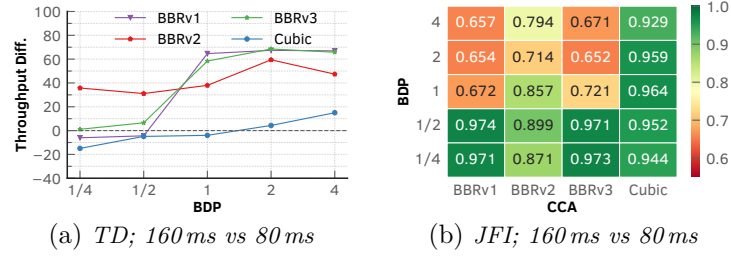 Throughput Diff.
100
80
60
40
20
0
−20
−40
BBRv1
BBRv2
BBRv3
Cubic
1/4 1/2 1 2 4
BDP
(a) TD; 160 ms vs 80 ms
BDP
4 0.657 0.794 0.671 0.929
2 0.654 0.714 0.652 0.959
1 0.672 0.857 0.721 0.964
1/2 0.974 0.899 0.971 0.952
1/4 0.971 0.871 0.973 0.944
BBRv1 BBRv2 BBRv3 Cubic
CCA
1.0
0.9
0.8
0.7
0.6
(b) JFI; 160 ms vs 80 ms